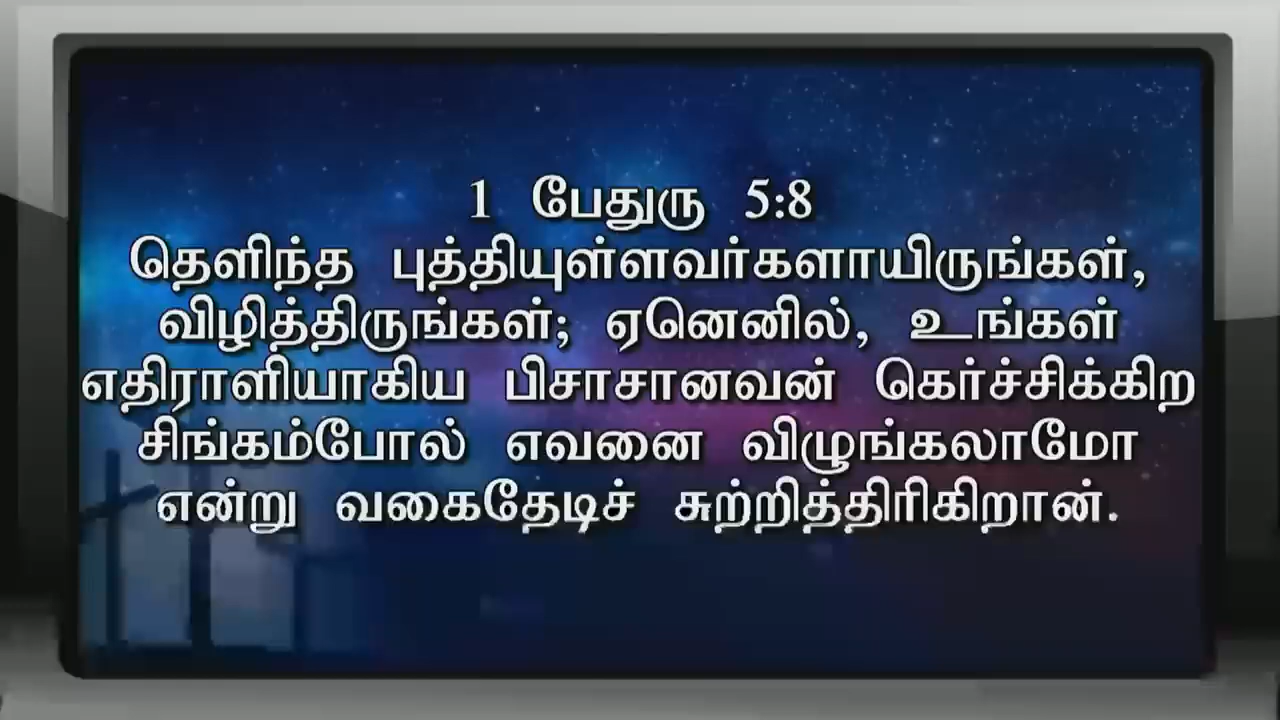 1 பேதுரு 5:8
தெளிந்த புத்தியுள்ளவர்களாயிருங்கள்,
விழித்திருங்கள்; ஏனெனில், உங்கள்
எதிராளியாகிய பிசாசானவன் கெர்ச்சிக்கிற
சிங்கம்போல் எவனை விழுங்கலாமோ
என்று வகைதேடிச் சுற்றித்திரிகிறான்.